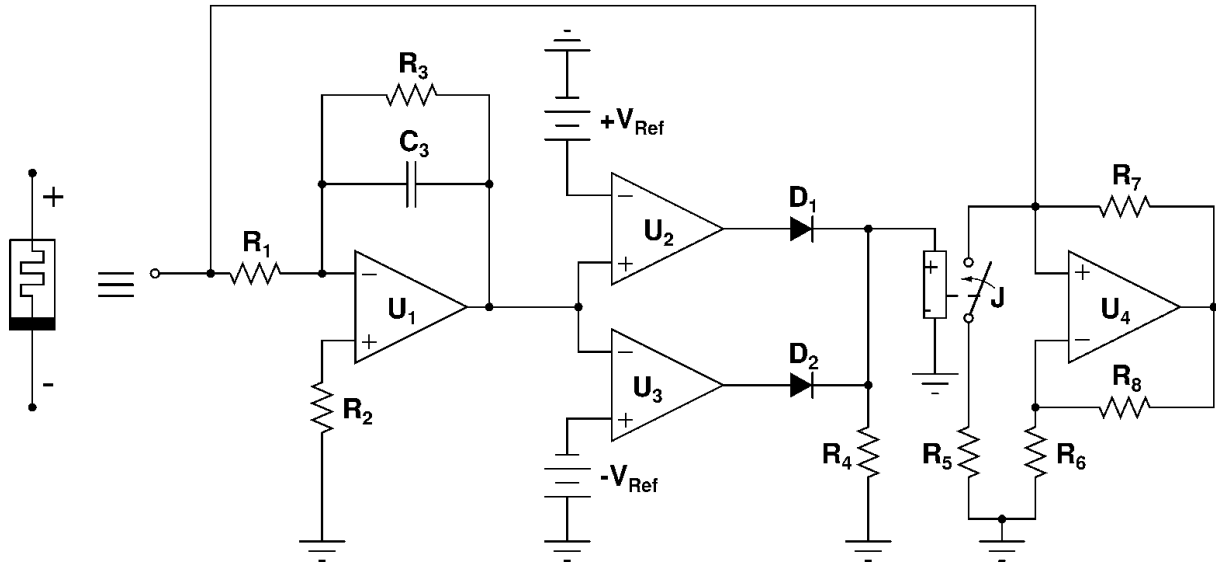 R3
C3
+VRef
+
-
R1
−
U1
+
R2
−
U2
+
D1
−
U3
+
D2
-VRef
R4
+
-
J
R5
R7
+
U4
−
R8
R6